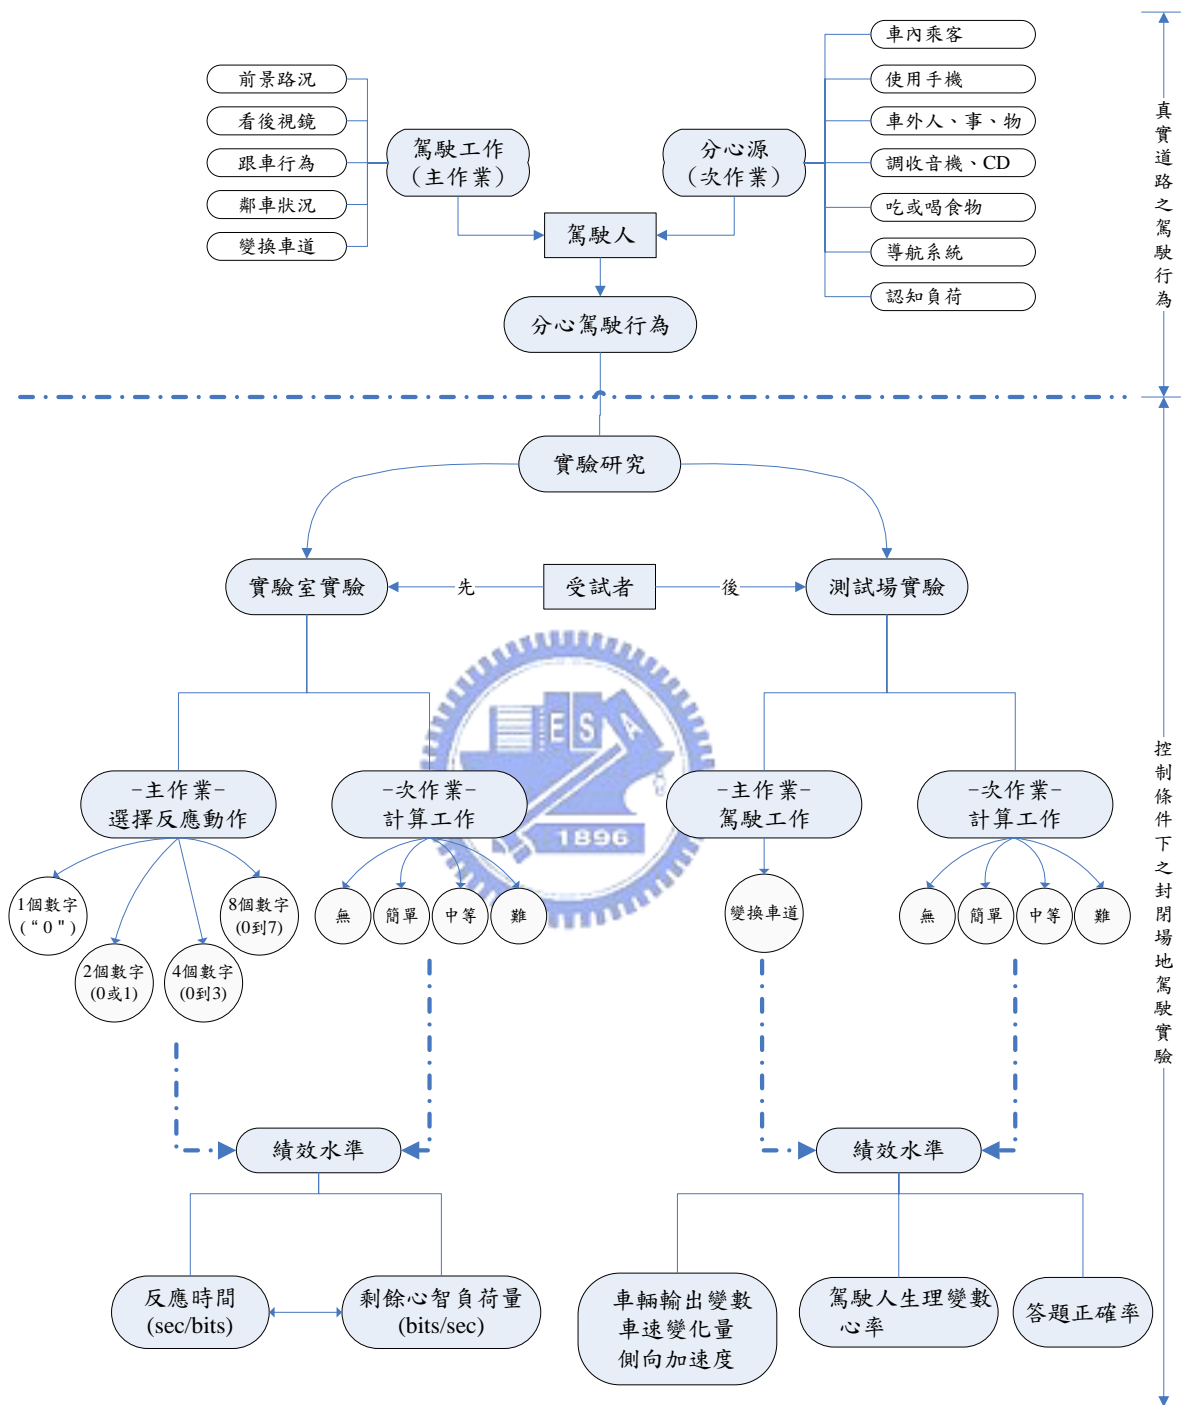 車內乘客
前景路況
使用手機
看後視鏡
車外人、事、物
駕駛工作
(主作業)
分心源
(次作業)
跟車行為
調收音機、CD
鄰車狀況
吃或喝食物
變換車道
駕駛人
導航系統
認知負荷
分心駕駛行為
真實道路之駕駛行為
實驗研究
實驗室實驗
先
受試者
後
測試場實驗
ESA
1896
-主作業-
選擇反應動作
-次作業-
計算工作
-主作業-
駕駛工作
-次作業-
計算工作
1個數字
(“0")
2個數字
(0或1)
4個數字
(0到3)
8個數字
(0到7)
無
簡單
中等
難
變換車道
無
簡單
中等
難
控制條件下之封閉場地駕駛實驗
績效水準
績效水準
反應時間
(sec/bits)
剩餘心智負荷量
(bits/sec)
車輛輸出變數
車速變化量
側向加速度
駕駛人生理變數
心率
答題正確率